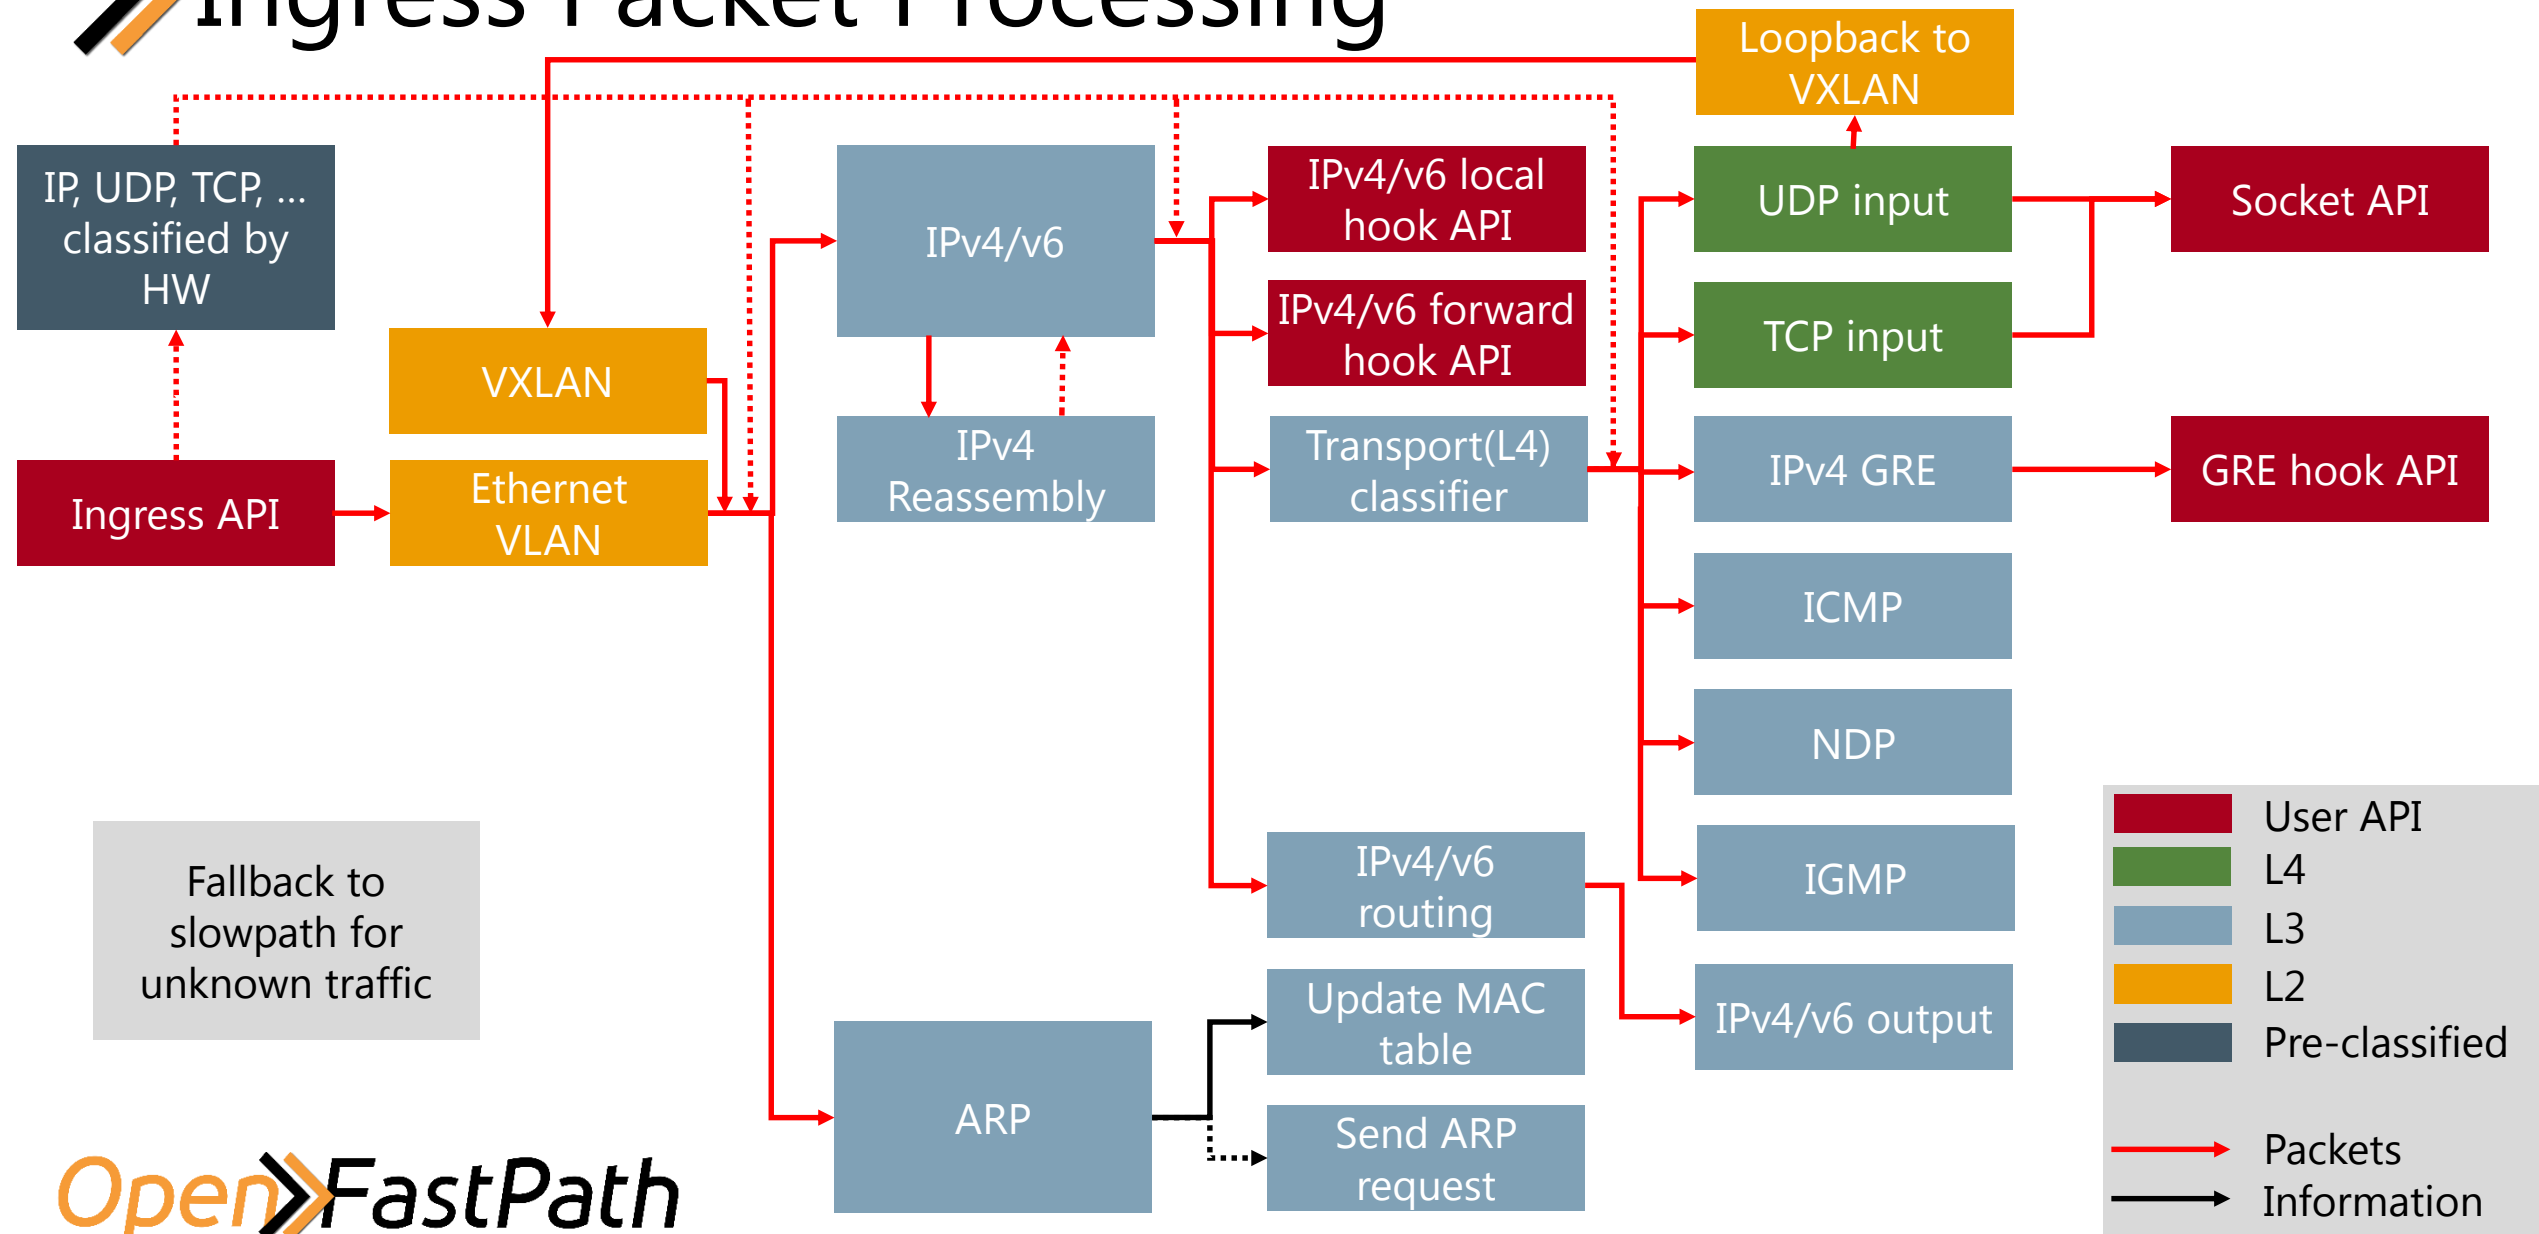 Ingress Packet Processing
Loopback to
VXLAN
IP, UDP, TCP, ...
classified by
HW
IPv4/v6
IPv4/v6 local
hook API
UDP input
Socket API
IPv4/v6 forward
hook API
TCP input
VXLAN
Ingress API
Ethernet
VLAN
IPv4
Reassembly
Transport(L4)
classifier
IPv4 GRE
GRE hook API
ICMP
NDP
IPv4/v6
routing
IGMP
Fallback to
slowpath for
unknown traffic
Update MAC
table
IPv4/v6 output
ARP
Send ARP
request
User API
L4
L3
L2
Pre-classified
Packets
Information
Open FastPath